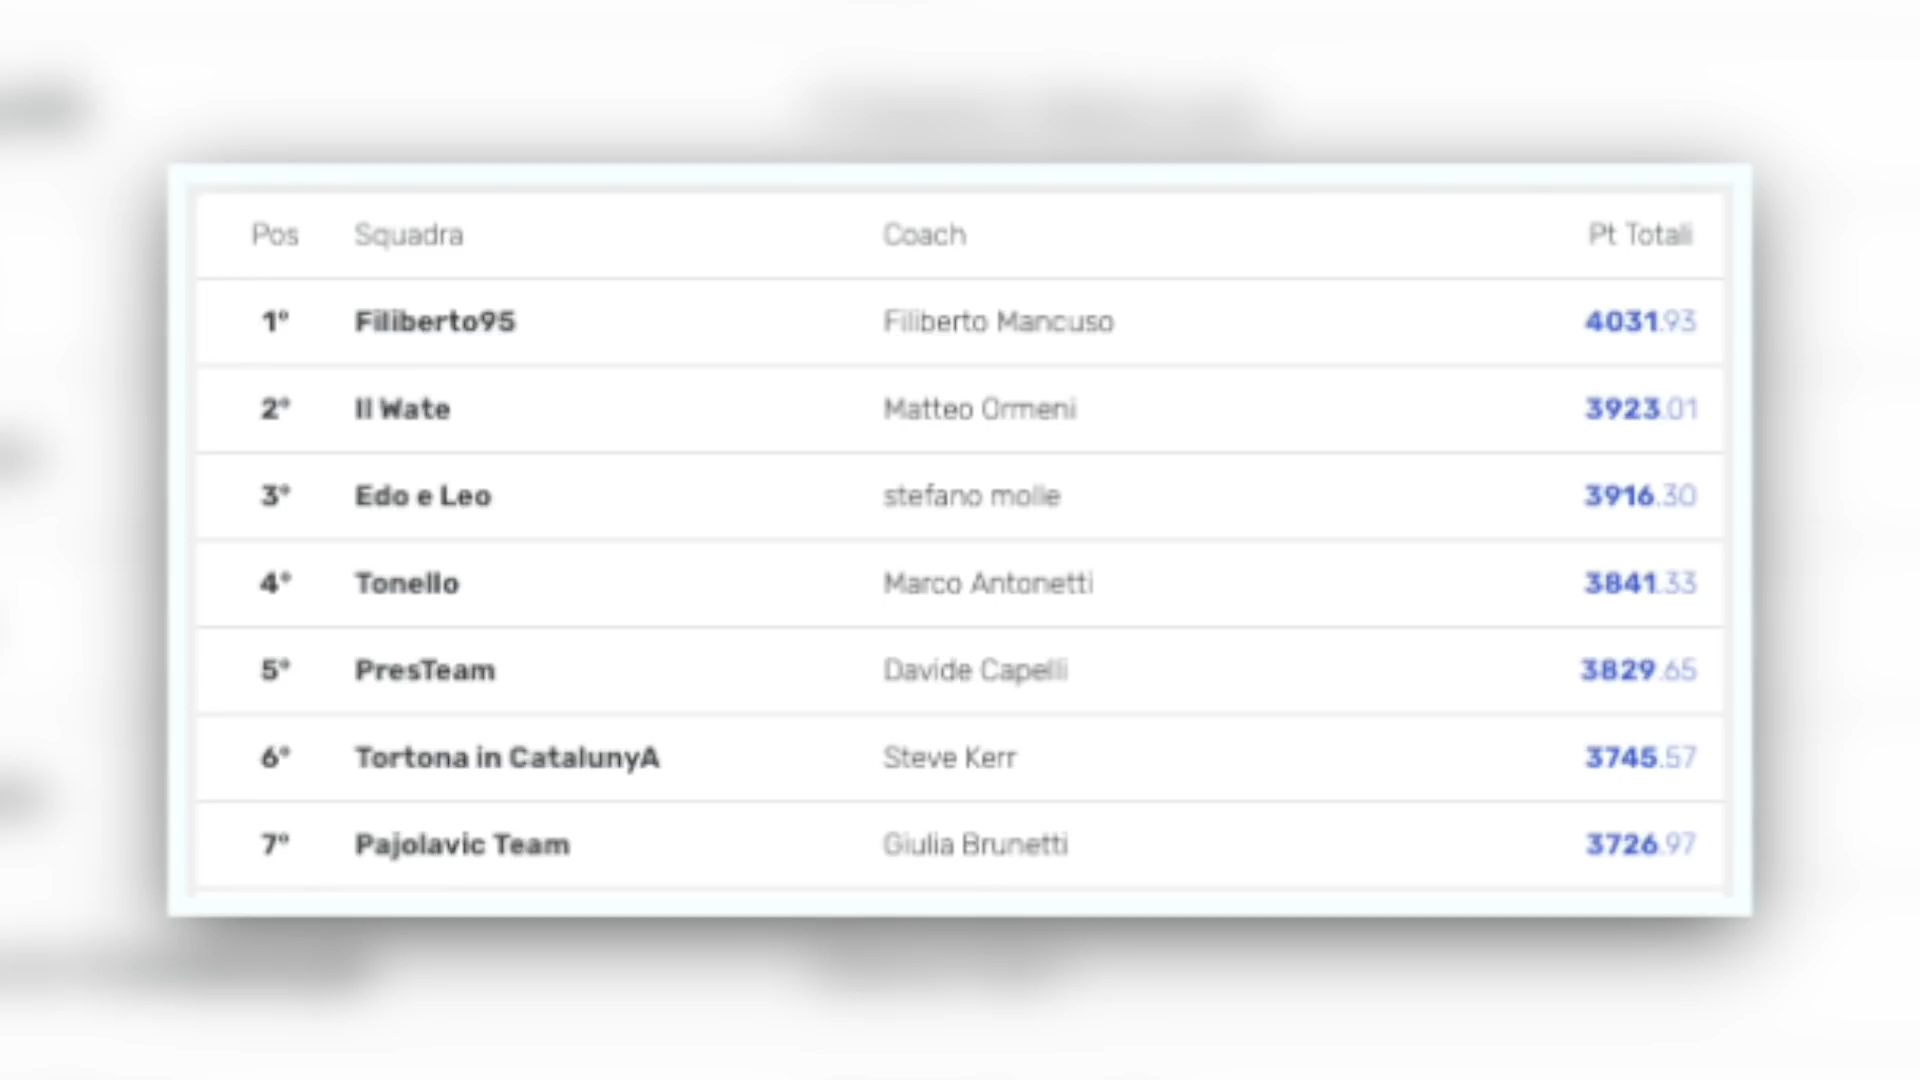 Pos Squadra Coach Pt Totali
1° Filiberto95 Filiberto Mancuso 4031.93
2° Il Wate Matteo Ormeni 3923.01
3° Edo e Leo stefano molle 3916.30
4° Tonello Marco Antonetti 3841.33
5° PresTeam Davide Capelli 3829.65
6° Tortona in CatalunyA Steve Kerr 3745.57
7° Pajolavic Team Giulia Brunetti 3726.97